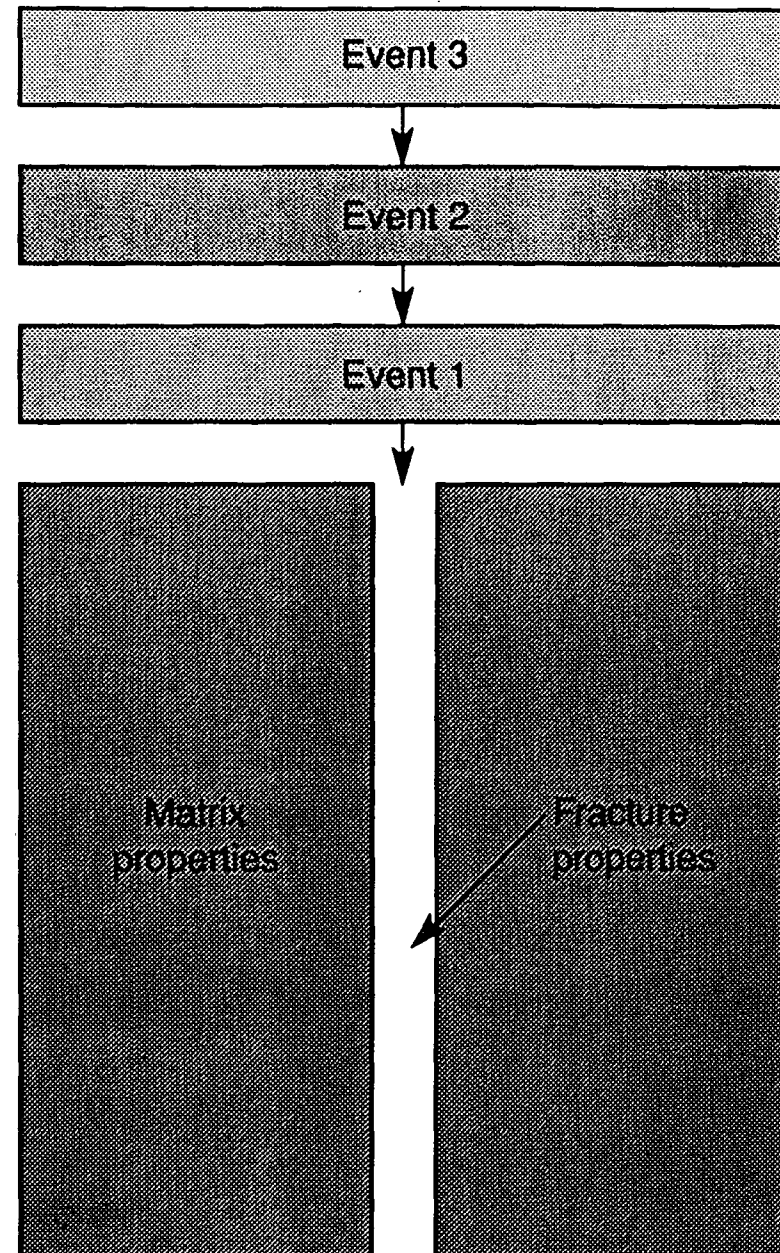 Event 3
Event 2
Event 1
Matrix
properties
Fracture
properties